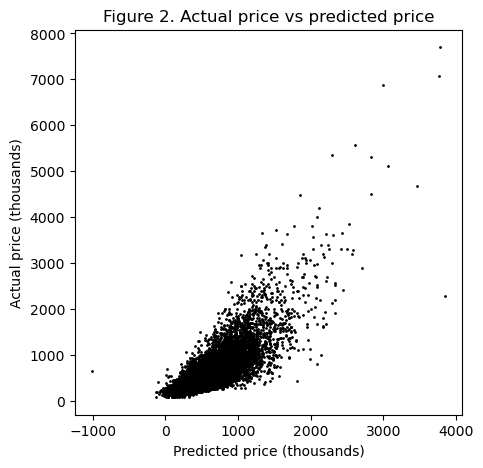 Figure 2. Actual price vs predicted price
8000
7000
6000
5000
4000
3000
2000
1000
0
Actual price (thousands)
−1000 0 1000 2000 3000 4000
Predicted price (thousands)